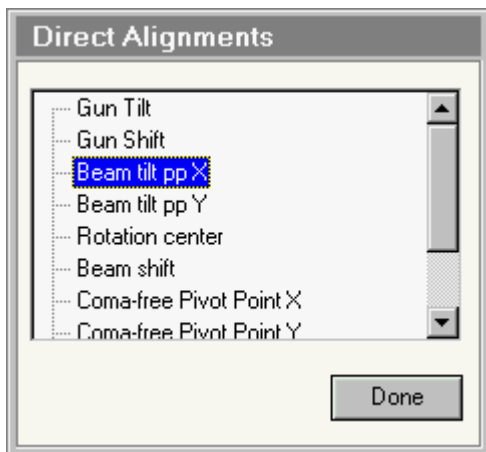 Direct Alignments
Gun Tilt
Gun Shift
Beam tilt pp X
Beam tilt pp Y
Rotation center
Beam shift
Coma-free Pivot Point X
Coma-free Pivot Point Y
Done